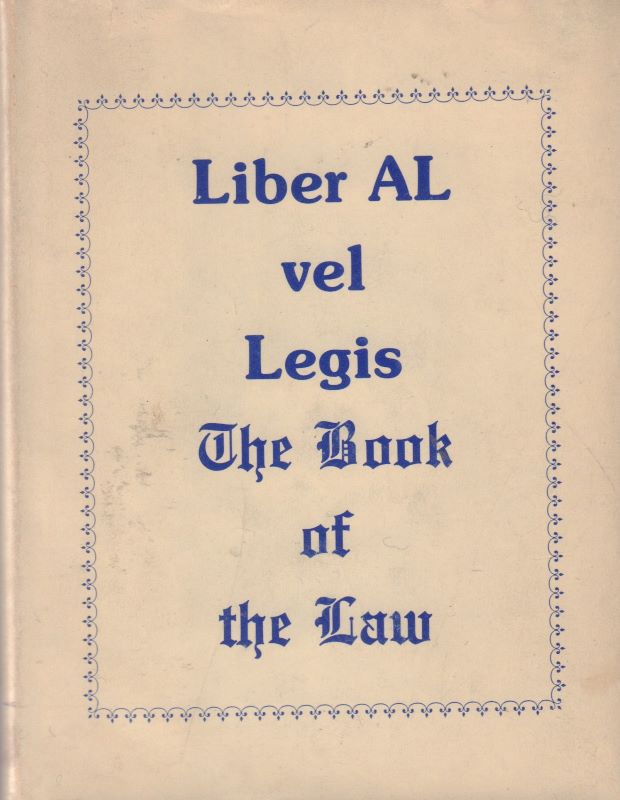 Liber AL
vel
Legis
The Book
of
the Law